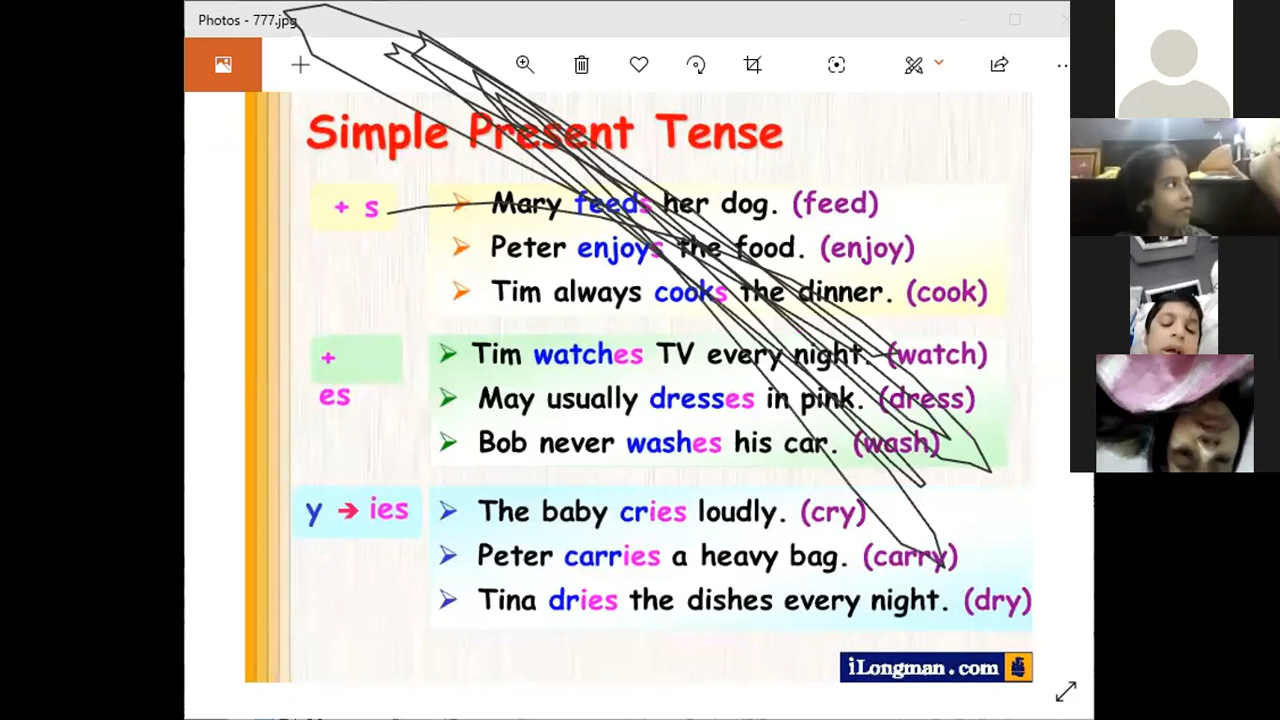 Photos - 777.jpg
Simple Present Tense
+ s
Mary feeds her dog. (feed)
Peter enjoys the food. (enjoy)
Tim always cooks the dinner. (cook)
+
es
Tim watches TV every night. (watch)
May usually dresses in pink. (dress)
Bob never washes his car. (wash)
y → ies
The baby cries loudly. (cry)
Peter carries a heavy bag. (carry)
Tina dries the dishes every night. (dry)
iLongman.com